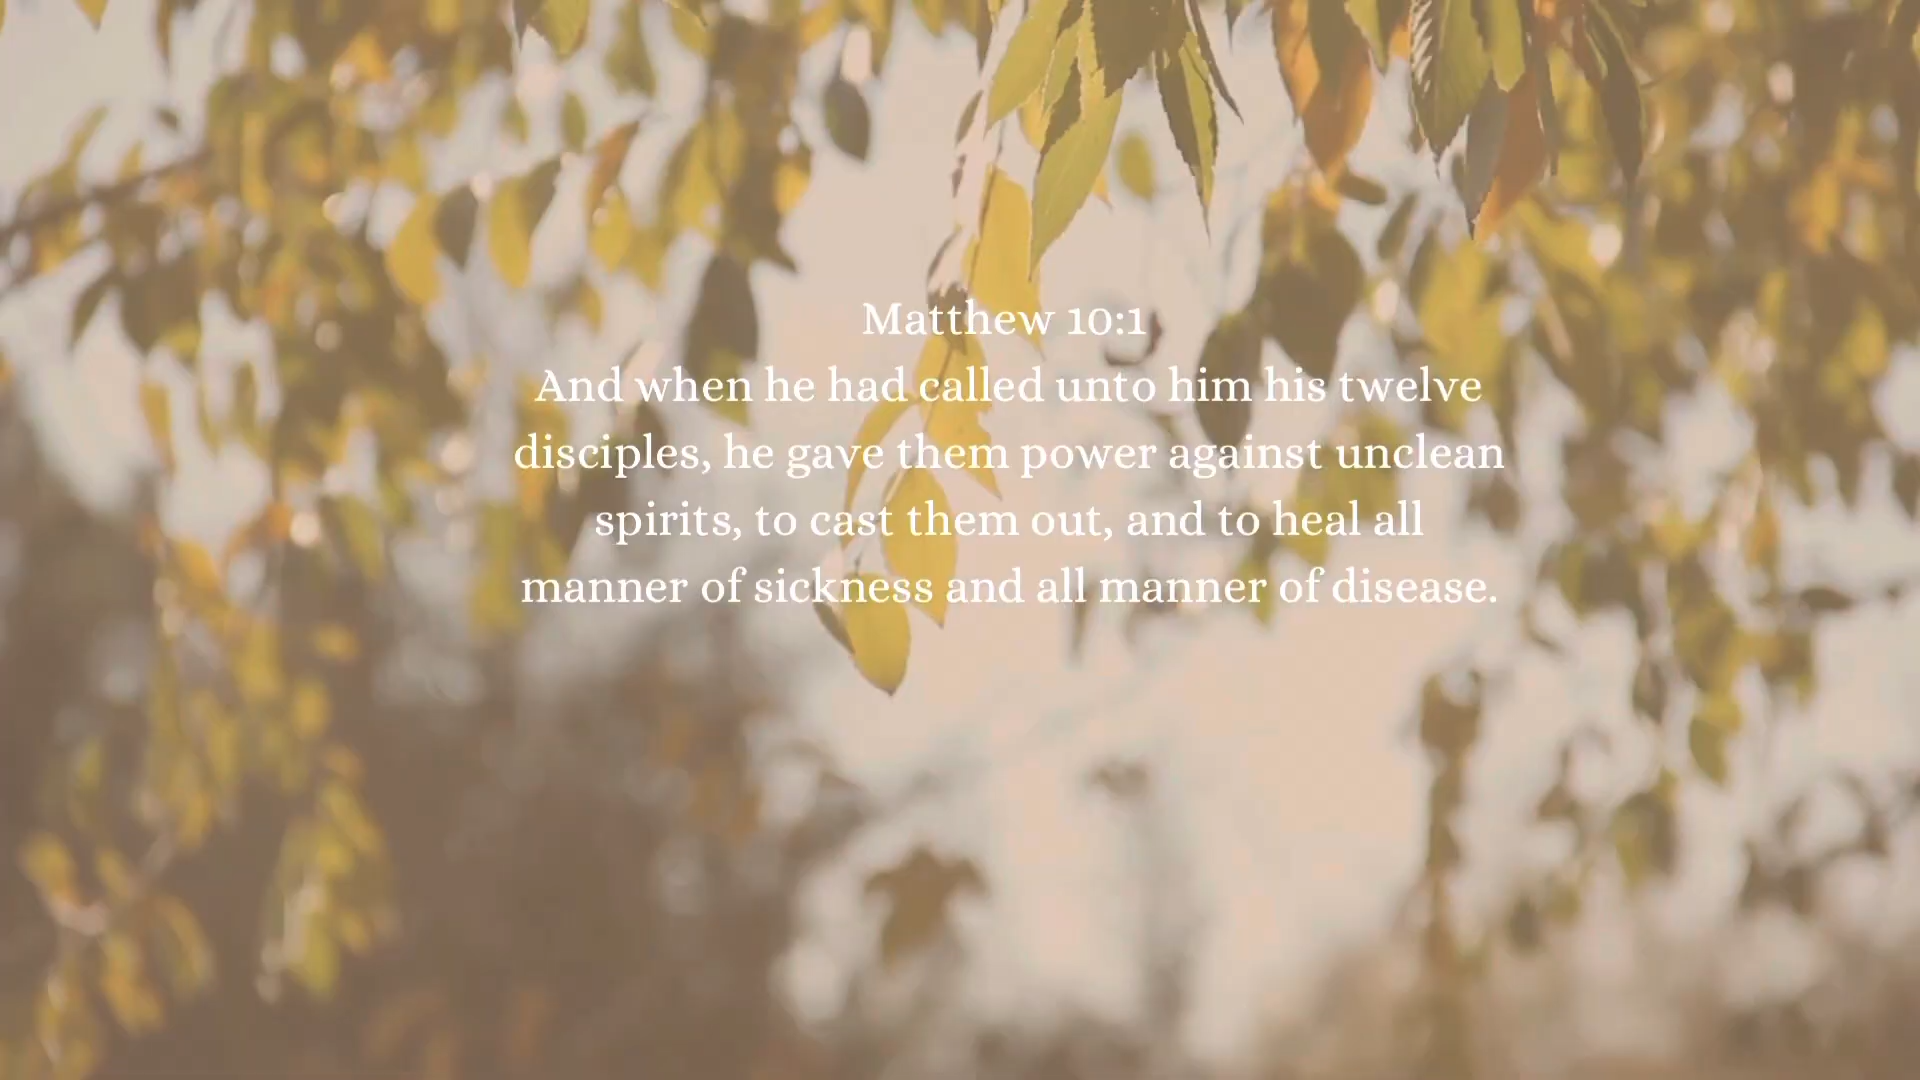 Matthew 10:1
And when he had called unto him his twelve
disciples, he gave them power against unclean
spirits, to cast them out, and to heal all
manner of sickness and all manner of disease.